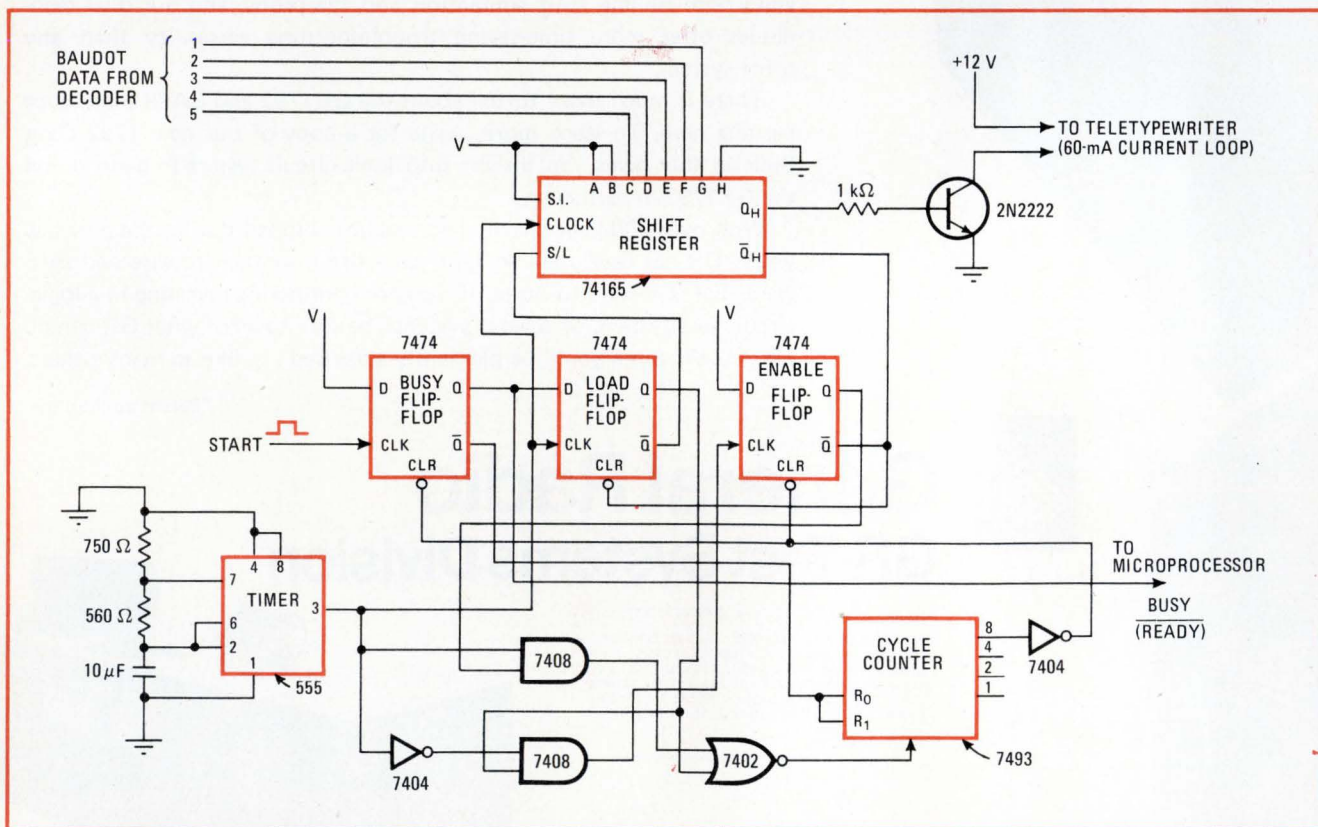 BAUDOT
DATA FROM
DECODER
1
2
3
4
5
+12 V
TO TELETYPEWRITER
(60-mA CURRENT LOOP)
V
A B C D E F G H
S.I.
CLOCK
S/L
SHIFT
REGISTER
QH
Q̅H
1 kΩ
2N2222
74165
V
7474
D
BUSY
FLIP-
FLOP
Q
Q̅
CLK
CLR
START
7474
D
LOAD
FLIP-
FLOP
Q
Q̅
CLK
CLR
V
7474
D
ENABLE
FLIP-
FLOP
Q
Q̅
CLK
CLR
750 Ω
560 Ω
10 μF
4
8
7
TIMER
3
6
2
1
555
7408
7404
7408
7402
CYCLE
COUNTER
8
4
2
1
R0
R1
7493
7404
TO
MICROPROCESSOR
BUSY
(R̅E̅A̅D̅Y̅)